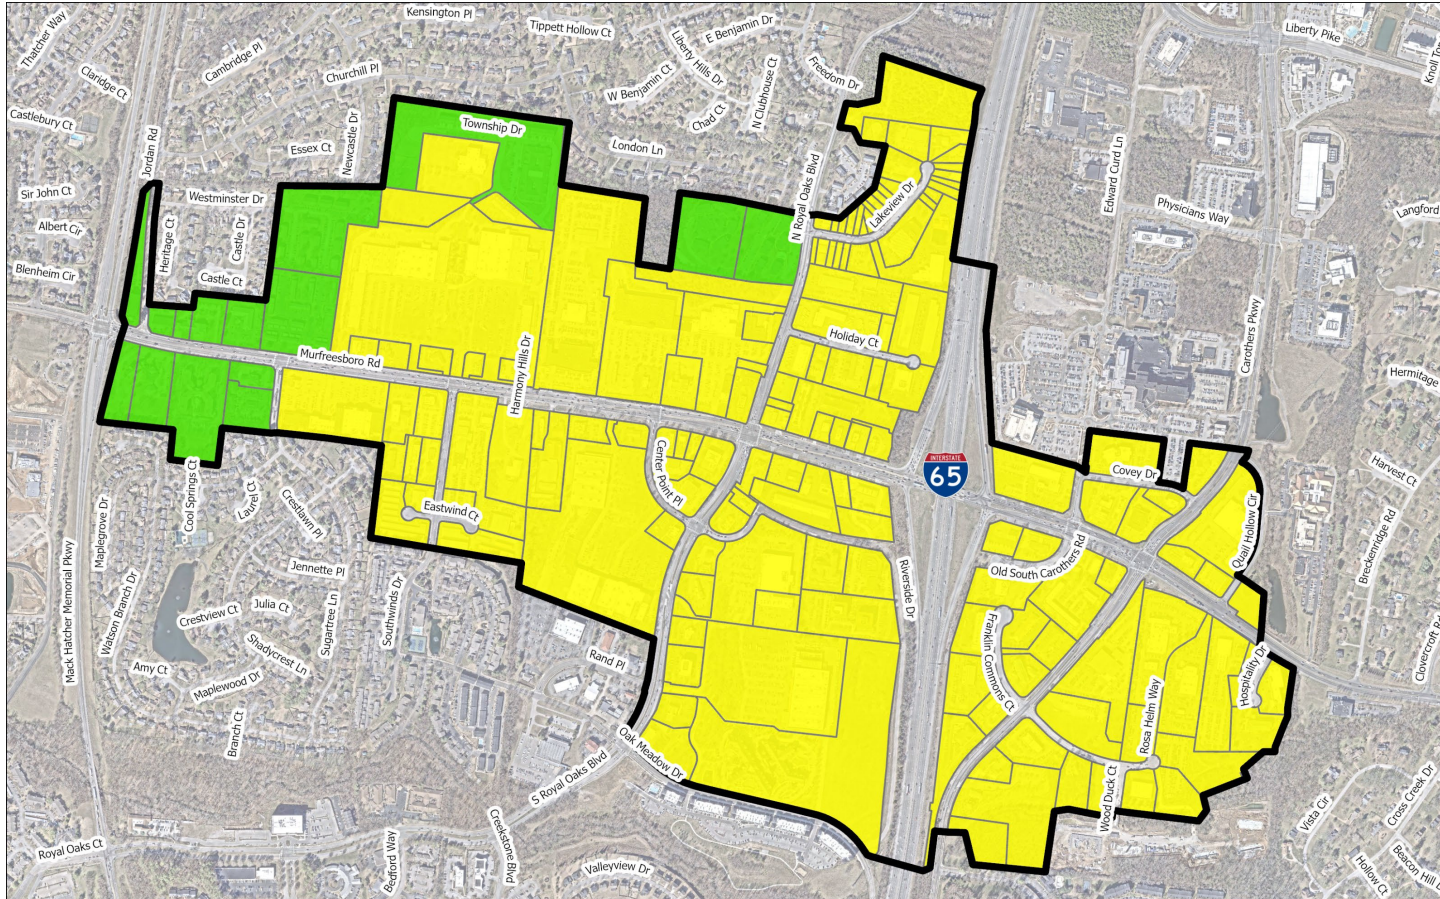 Thatcher Way
Kensington Pl
Tippett Hollow Ct
E Benjamin Dr
Liberty Hills Dr
Liberty Pike
Claridge Ct
Cambridge Pl
Churchill Pl
W Benjamin Ct
N Clubhouse Ct
Freedom Dr
Castlebury Ct
Chad Ct
Township Dr
Jordan Rd
Essex Ct
Newcastle Dr
London Ln
Edward Curd Ln
Sir John Ct
Westminster Dr
N Royal Oaks Blvd
Lakeview Dr
Physicians Way
Langford
Albert Cir
Heritage Ct
Castle Dr
Blenheim Cir
Castle Ct
Carothers Pkwy
Holiday Ct
Murfreesboro Rd
Harmony Hills Dr
Hermitage
Center Point Pl
INTERSTATE
65
Covey Dr
Harvest Ct
Cool Springs Ct
Laurel Ct
Crestlawn Pl
Eastwind Ct
Maplegrove Dr
Quail Hollow Cir
Breckenridge Rd
Old South Carothers Rd
Jennette Pl
Riverside Dr
Mack Hatcher Memorial Pkwy
Watson Branch Dr
Crestview Ct
Julia Ct
Sugartree Ln
Southwinds Dr
Franklin Commons Ct
Shadycrest Ln
Rand Pl
Amy Ct
Maplewood Dr
Hospitality Dr
Rosa Helm Way
Branch Ct
Oak Meadow Dr
S Royal Oaks Blvd
Wood Duck Ct
Vista Cir
Cross Creek Dr
Royal Oaks Ct
Bedford Way
Creekstone Blvd
Valleyview Dr
Hollow Ct
Beacon Hill